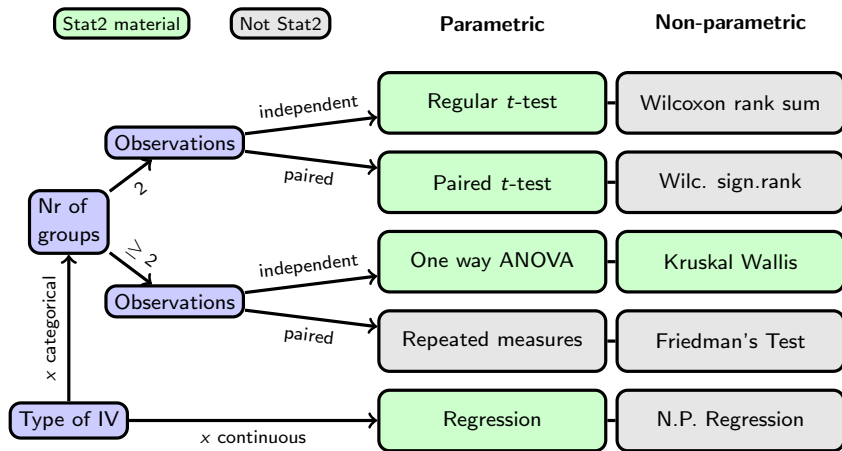 Stat2 material
Not Stat2
Parametric
Non-parametric
independent
Regular t-test
Wilcoxon rank sum
Observations
paired
Paired t-test
Wilc. sign.rank
2
Nr of
groups
≥ 2
independent
One way ANOVA
Kruskal Wallis
Observations
paired
Repeated measures
Friedman's Test
x categorical
Type of IV
x continuous
Regression
N.P. Regression